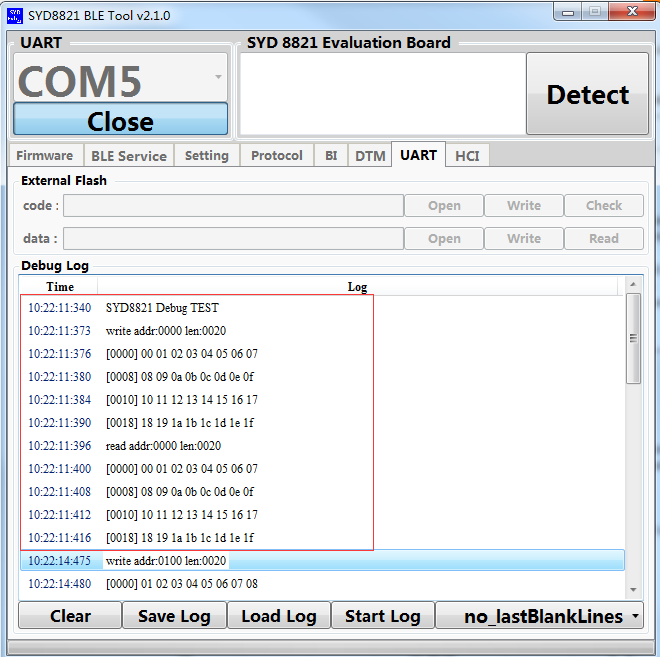 SYD8821 BLE Tool v2.1.0
UART
SYD 8821 Evaluation Board
COM5
Close
Detect
Firmware BLE Service Setting Protocol BI DTM UART HCI
External Flash
code : Open Write Check
data : Open Write Read
Debug Log
Time Log
10:22:11:340 SYD8821 Debug TEST
10:22:11:373 write addr:0000 len:0020
10:22:11:376 [0000] 00 01 02 03 04 05 06 07
10:22:11:380 [0008] 08 09 0a 0b 0c 0d 0e 0f
10:22:11:384 [0010] 10 11 12 13 14 15 16 17
10:22:11:390 [0018] 18 19 1a 1b 1c 1d 1e 1f
10:22:11:396 read addr:0000 len:0020
10:22:11:400 [0000] 00 01 02 03 04 05 06 07
10:22:11:408 [0008] 08 09 0a 0b 0c 0d 0e 0f
10:22:11:412 [0010] 10 11 12 13 14 15 16 17
10:22:11:416 [0018] 18 19 1a 1b 1c 1d 1e 1f
10:22:14:475 write addr:0100 len:0020
10:22:14:480 [0000] 01 02 03 04 05 06 07 08
Clear Save Log Load Log Start Log no_lastBlankLines